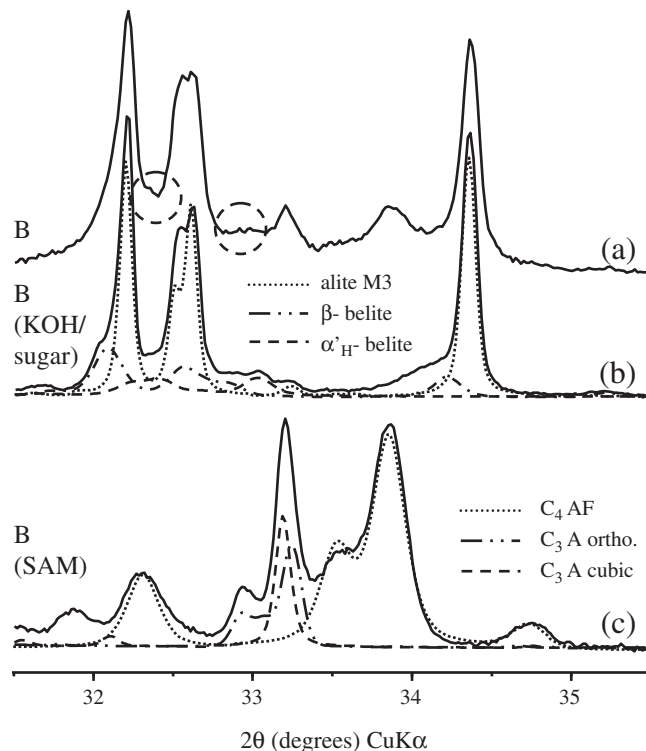 B
(a)
B
(KOH/
sugar)
alite M3
β- belite
α'H- belite
(b)
B
(SAM)
C4 AF
C3 A ortho.
C3 A cubic
(c)
32 33 34 35
2θ (degrees) CuKα